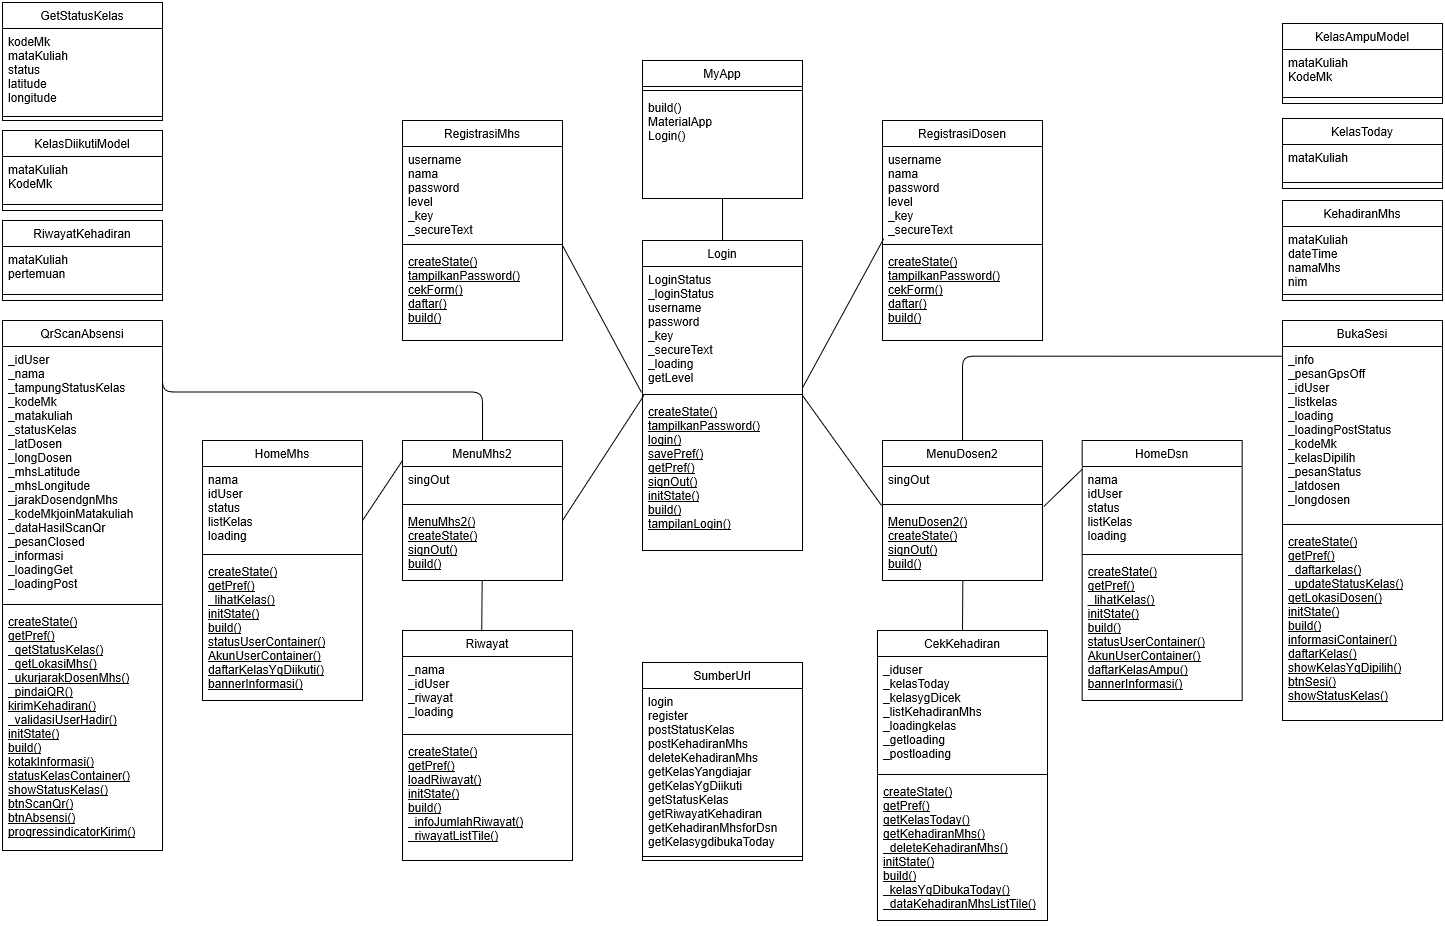 GetStatusKelas
kodeMk
mataKuliah
status
latitude
longitude
KelasDiikutiModel
mataKuliah
KodeMk
RiwayatKehadiran
mataKuliah
pertemuan
QrScanAbsensi
_idUser
_nama
_tampungStatusKelas
_kodeMk
_matakuliah
_statusKelas
_latDosen
_longDosen
_mhsLatitude
_mhsLongitude
_jarakDosendgnMhs
_kodeMkjoinMatakuliah
_dataHasilScanQr
_pesanClosed
_informasi
_loadingGet
_loadingPost
createState()
getPref()
_getStatusKelas()
_getLokasiMhs()
_ukurjarakDosenMhs()
_pindaiQR()
kirimKehadiran()
_validasiUserHadir()
initState()
build()
kotakInformasi()
statusKelasContainer()
showStatusKelas()
btnScanQr()
btnAbsensi()
progressindicatorKirim()
HomeMhs
nama
idUser
status
listKelas
loading
createState()
getPref()
_lihatKelas()
initState()
build()
statusUserContainer()
AkunUserContainer()
daftarKelasYgDiikuti()
bannerInformasi()
RegistrasiMhs
username
nama
password
level
_key
_secureText
createState()
tampilkanPassword()
cekForm()
daftar()
build()
MenuMhs2
singOut
MenuMhs2()
createState()
signOut()
build()
Riwayat
_nama
_idUser
_riwayat
_loading
createState()
getPref()
loadRiwayat()
initState()
build()
_infoJumlahRiwayat()
_riwayatListTile()
MyApp
build()
MaterialApp
Login()
Login
LoginStatus
_loginStatus
username
password
_key
_secureText
_loading
getLevel
createState()
tampilkanPassword()
login()
savePref()
getPref()
signOut()
initState()
build()
tampilanLogin()
SumberUrl
login
register
postStatusKelas
postKehadiranMhs
deleteKehadiranMhs
getKelasYangdiajar
getKelasYgDiikuti
getStatusKelas
getRiwayatKehadiran
getKehadiranMhsforDsn
getKelasygdibukaToday
RegistrasiDosen
username
nama
password
level
_key
_secureText
createState()
tampilkanPassword()
cekForm()
daftar()
build()
MenuDosen2
singOut
MenuDosen2()
createState()
signOut()
build()
CekKehadiran
_iduser
_kelasToday
_kelasygDicek
_listKehadiranMhs
_loadingkelas
_getloading
_postloading
createState()
getPref()
getKelasToday()
getKehadiranMhs()
_deleteKehadiranMhs()
initState()
build()
_kelasYgDibukaToday()
_dataKehadiranMhsListTile()
HomeDsn
nama
idUser
status
listKelas
loading
createState()
getPref()
_lihatKelas()
initState()
build()
statusUserContainer()
AkunUserContainer()
daftarKelasAmpu()
bannerInformasi()
KelasAmpuModel
mataKuliah
KodeMk
KelasToday
mataKuliah
KehadiranMhs
mataKuliah
dateTime
namaMhs
nim
BukaSesi
_info
_pesanGpsOff
_idUser
_listkelas
_loading
_loadingPostStatus
_kodeMk
_kelasDipilih
_pesanStatus
_latdosen
_longdosen
createState()
getPref()
_daftarkelas()
_updateStatusKelas()
getLokasiDosen()
initState()
build()
informasiContainer()
daftarKelas()
showKelasYgDipilih()
btnSesi()
showStatusKelas()